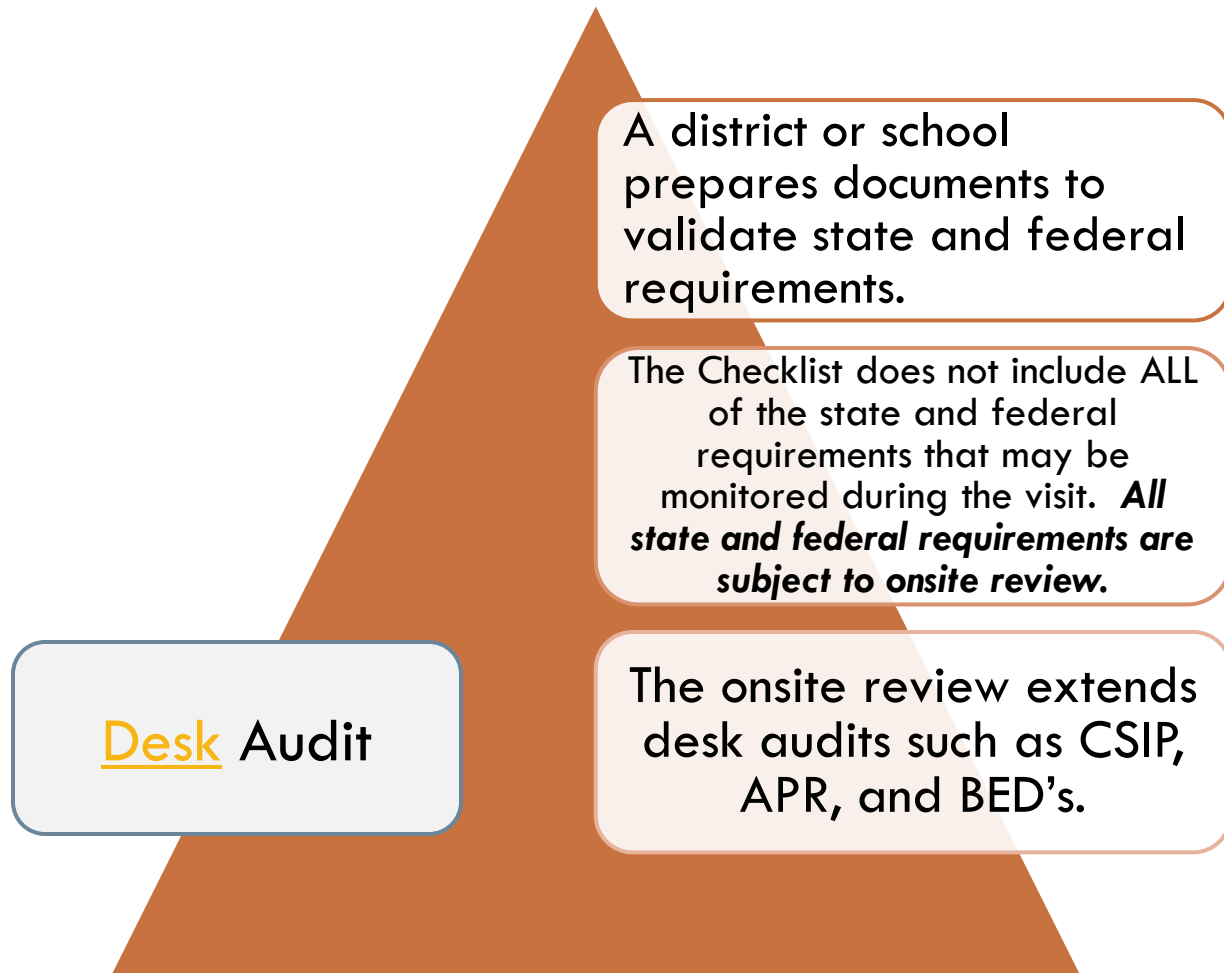 A district or school
prepares documents to
validate state and federal
requirements.
The Checklist does not include ALL
of the state and federal
requirements that may be
monitored during the visit.  All
state and federal requirements are
subject to onsite review.
Desk Audit
The onsite review extends
desk audits such as CSIP,
APR, and BED’s.